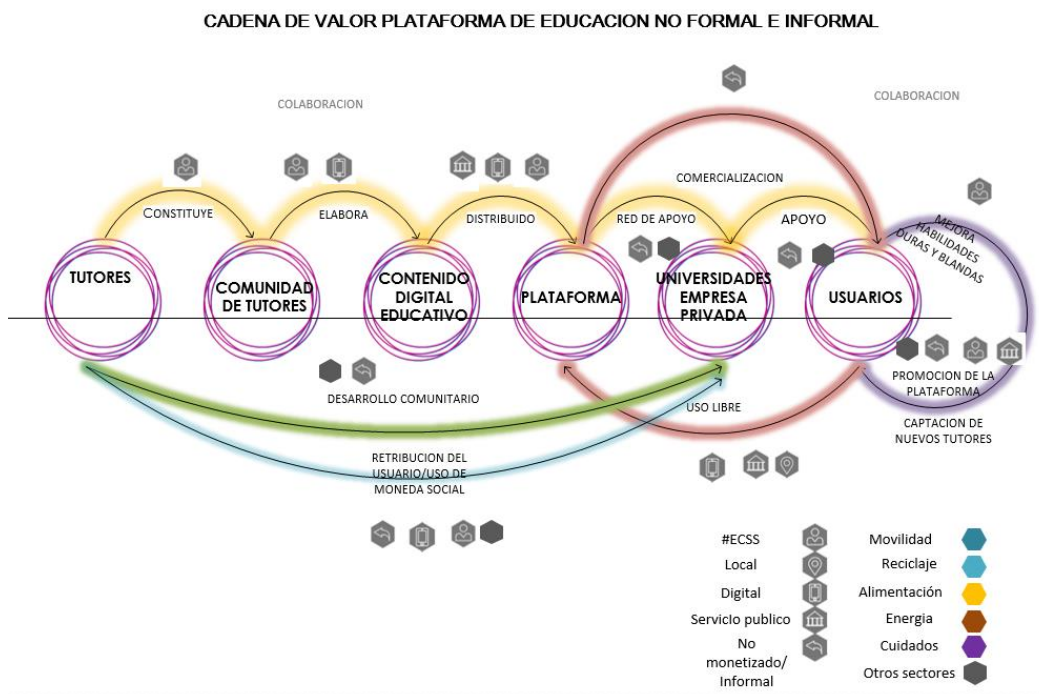 CADENA DE VALOR PLATAFORMA DE EDUCACION NO FORMAL E INFORMAL
COLABORACION
COLABORACION
COMERCIALIZACION
CONSTITUYE
ELABORA
DISTRIBUIDO
RED DE APOYO
APOYO
MEJORA
HABILIDADES
DURAS Y BLANDAS
TUTORES
COMUNIDAD
DE TUTORES
CONTENIDO
DIGITAL
EDUCATIVO
PLATAFORMA
UNIVERSIDADES
EMPRESA
PRIVADA
USUARIOS
DESARROLLO COMUNITARIO
USO LIBRE
PROMOCION DE LA
PLATAFORMA
CAPTACION DE
NUEVOS TUTORES
RETRIBUCION DEL
USUARIO/USO DE
MONEDA SOCIAL
#ECSS
Local
Digital
Servicio publico
No
monetizado/
Informal
Movilidad
Reciclaje
Alimentación
Energia
Cuidados
Otros sectores